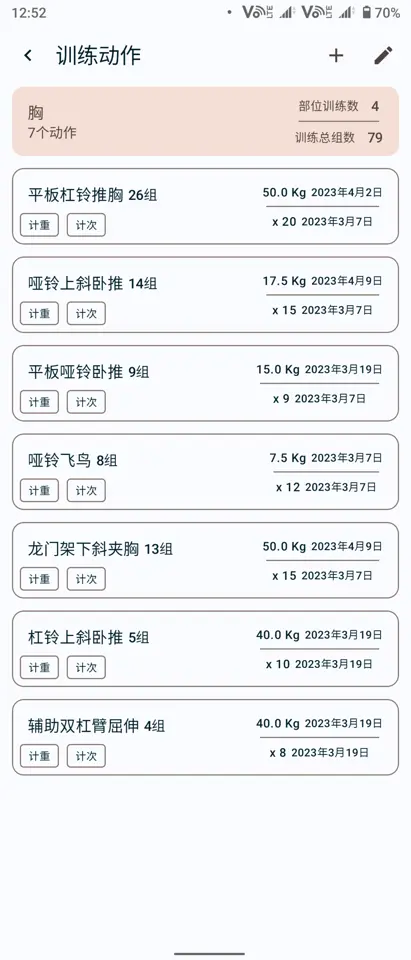 12:52
70%
训练动作
胸
部位训练数 4
7个动作
训练总组数 79
平板杠铃推胸 26组
50.0 Kg 2023年4月2日
计重 计次
x 20 2023年3月7日
哑铃上斜卧推 14组
17.5 Kg 2023年4月9日
计重 计次
x 15 2023年3月7日
平板哑铃卧推 9组
15.0 Kg 2023年3月19日
计重 计次
x 9 2023年3月7日
哑铃飞鸟 8组
7.5 Kg 2023年3月7日
计重 计次
x 12 2023年3月7日
龙门架下斜夹胸 13组
50.0 Kg 2023年4月9日
计重 计次
x 15 2023年3月7日
杠铃上斜卧推 5组
40.0 Kg 2023年3月19日
计重 计次
x 10 2023年3月19日
辅助双杠臂屈伸 4组
40.0 Kg 2023年3月19日
计重 计次
x 8 2023年3月19日